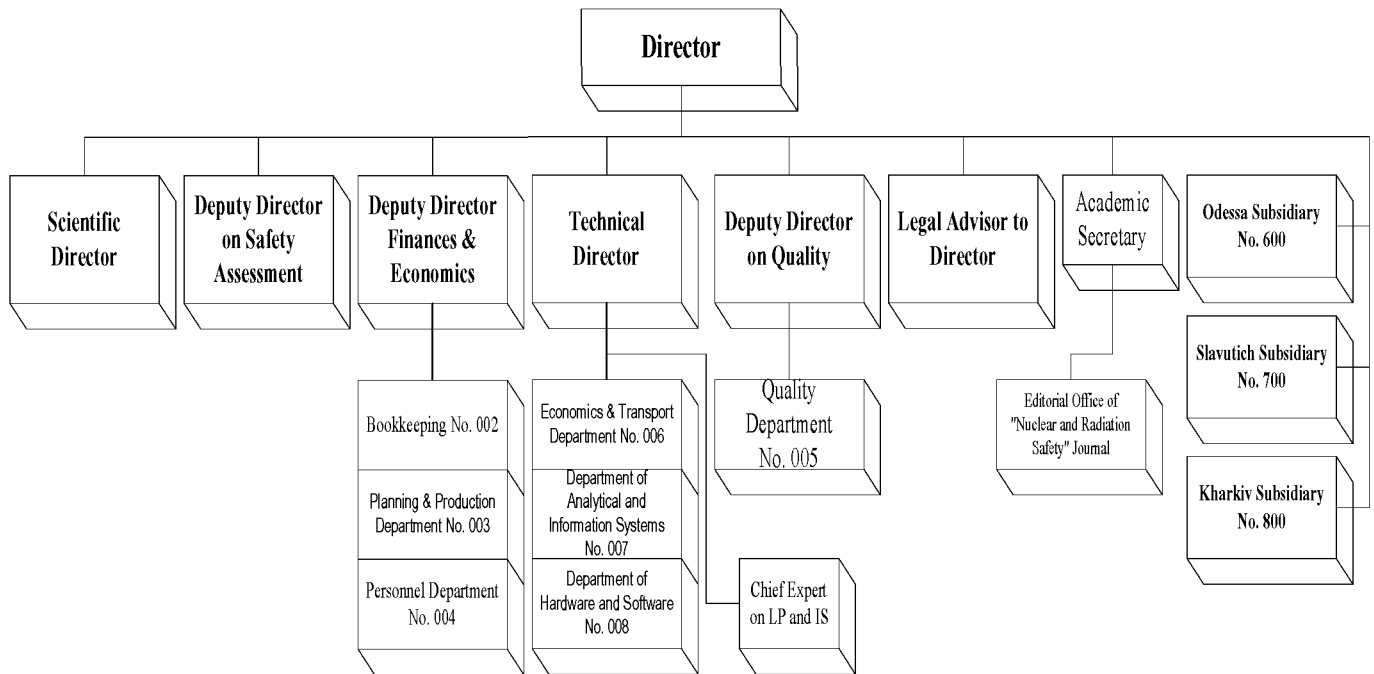 Director
Scientific
Director
Deputy Director
on Safety
Assessment
Deputy Director
Finances &
Economics
Technical
Director
Deputy Director
on Quality
Legal Advisor to
Director
Academic
Secretary
Odessa Subsidiary
No. 600
Slavutich Subsidiary
No. 700
Kharkiv Subsidiary
No. 800
Bookkeeping No. 002
Planning & Production
Department No. 003
Personnel Department
No. 004
Economics & Transport
Department No. 006
Department of
Analytical and
Information Systems
No. 007
Department of
Hardware and Software
No. 008
Chief Expert
on LP and IS
Quality
Department
No. 005
Editorial Office of
"Nuclear and Radiation
Safety" Journal